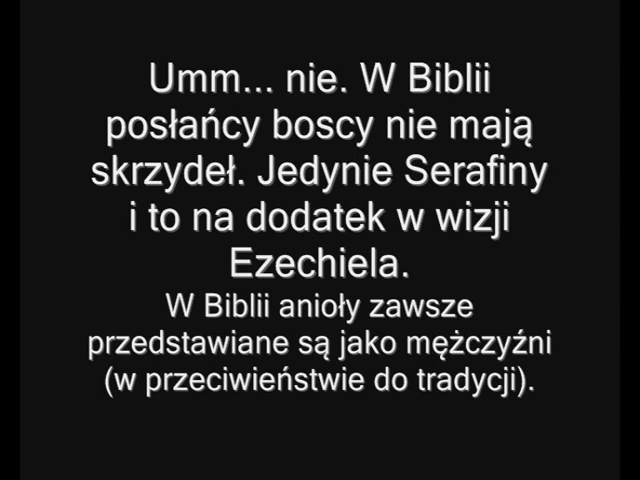 Umm... nie. W Biblii
posłańcy boscy nie mają
skrzydeł. Jedynie Serafiny
i to na dodatek w wizji
Ezechiela.
W Biblii anioły zawsze
przedstawiane są jako mężczyźni
(w przeciwieństwie do tradycji).